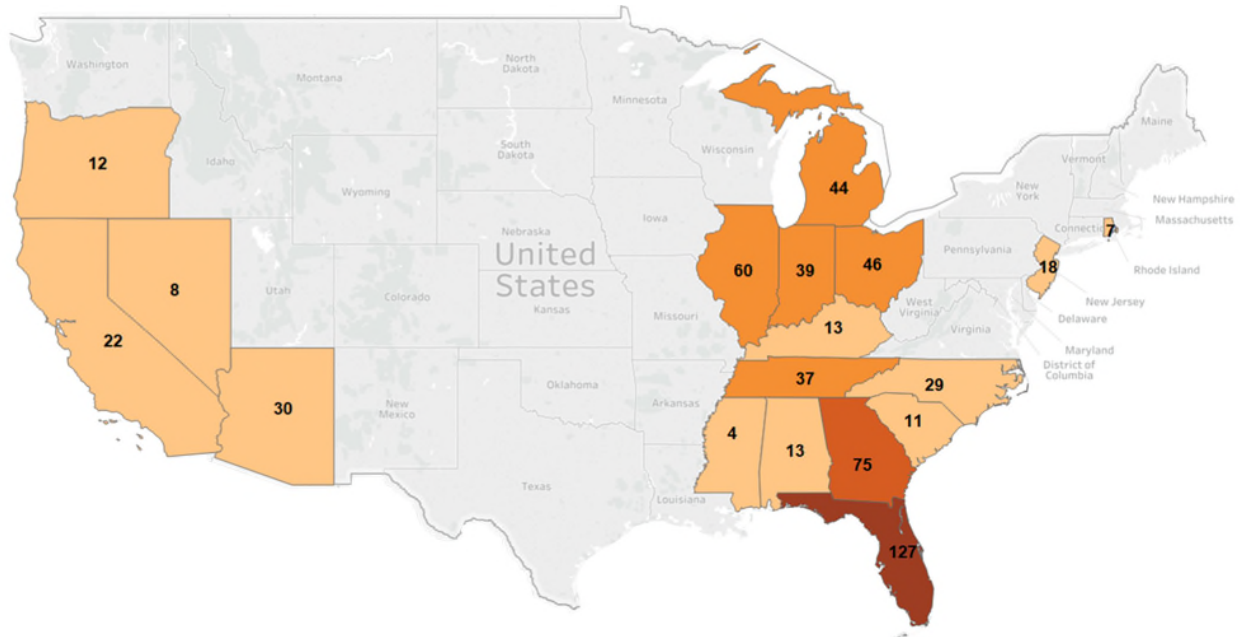 Washington
Montana
North
Dakota
Minnesota
Maine
Oregon
12
Idaho
South
Dakota
Wisconsin
44
Vermont
New
York
New Hampshire
Massachusetts
Wyoming
Iowa
Nebraska
United
States
60
39
46
Pennsylvania
Connectic
7
18
Rhode Island
8
Utah
Colorado
Kansas
Missouri
West
Virginia
Virginia
New Jersey
Delaware
22
13
Maryland
District of
Columbia
30
New
Mexico
Oklahoma
Arkansas
37
29
4
13
75
11
Texas
Louisiana
127